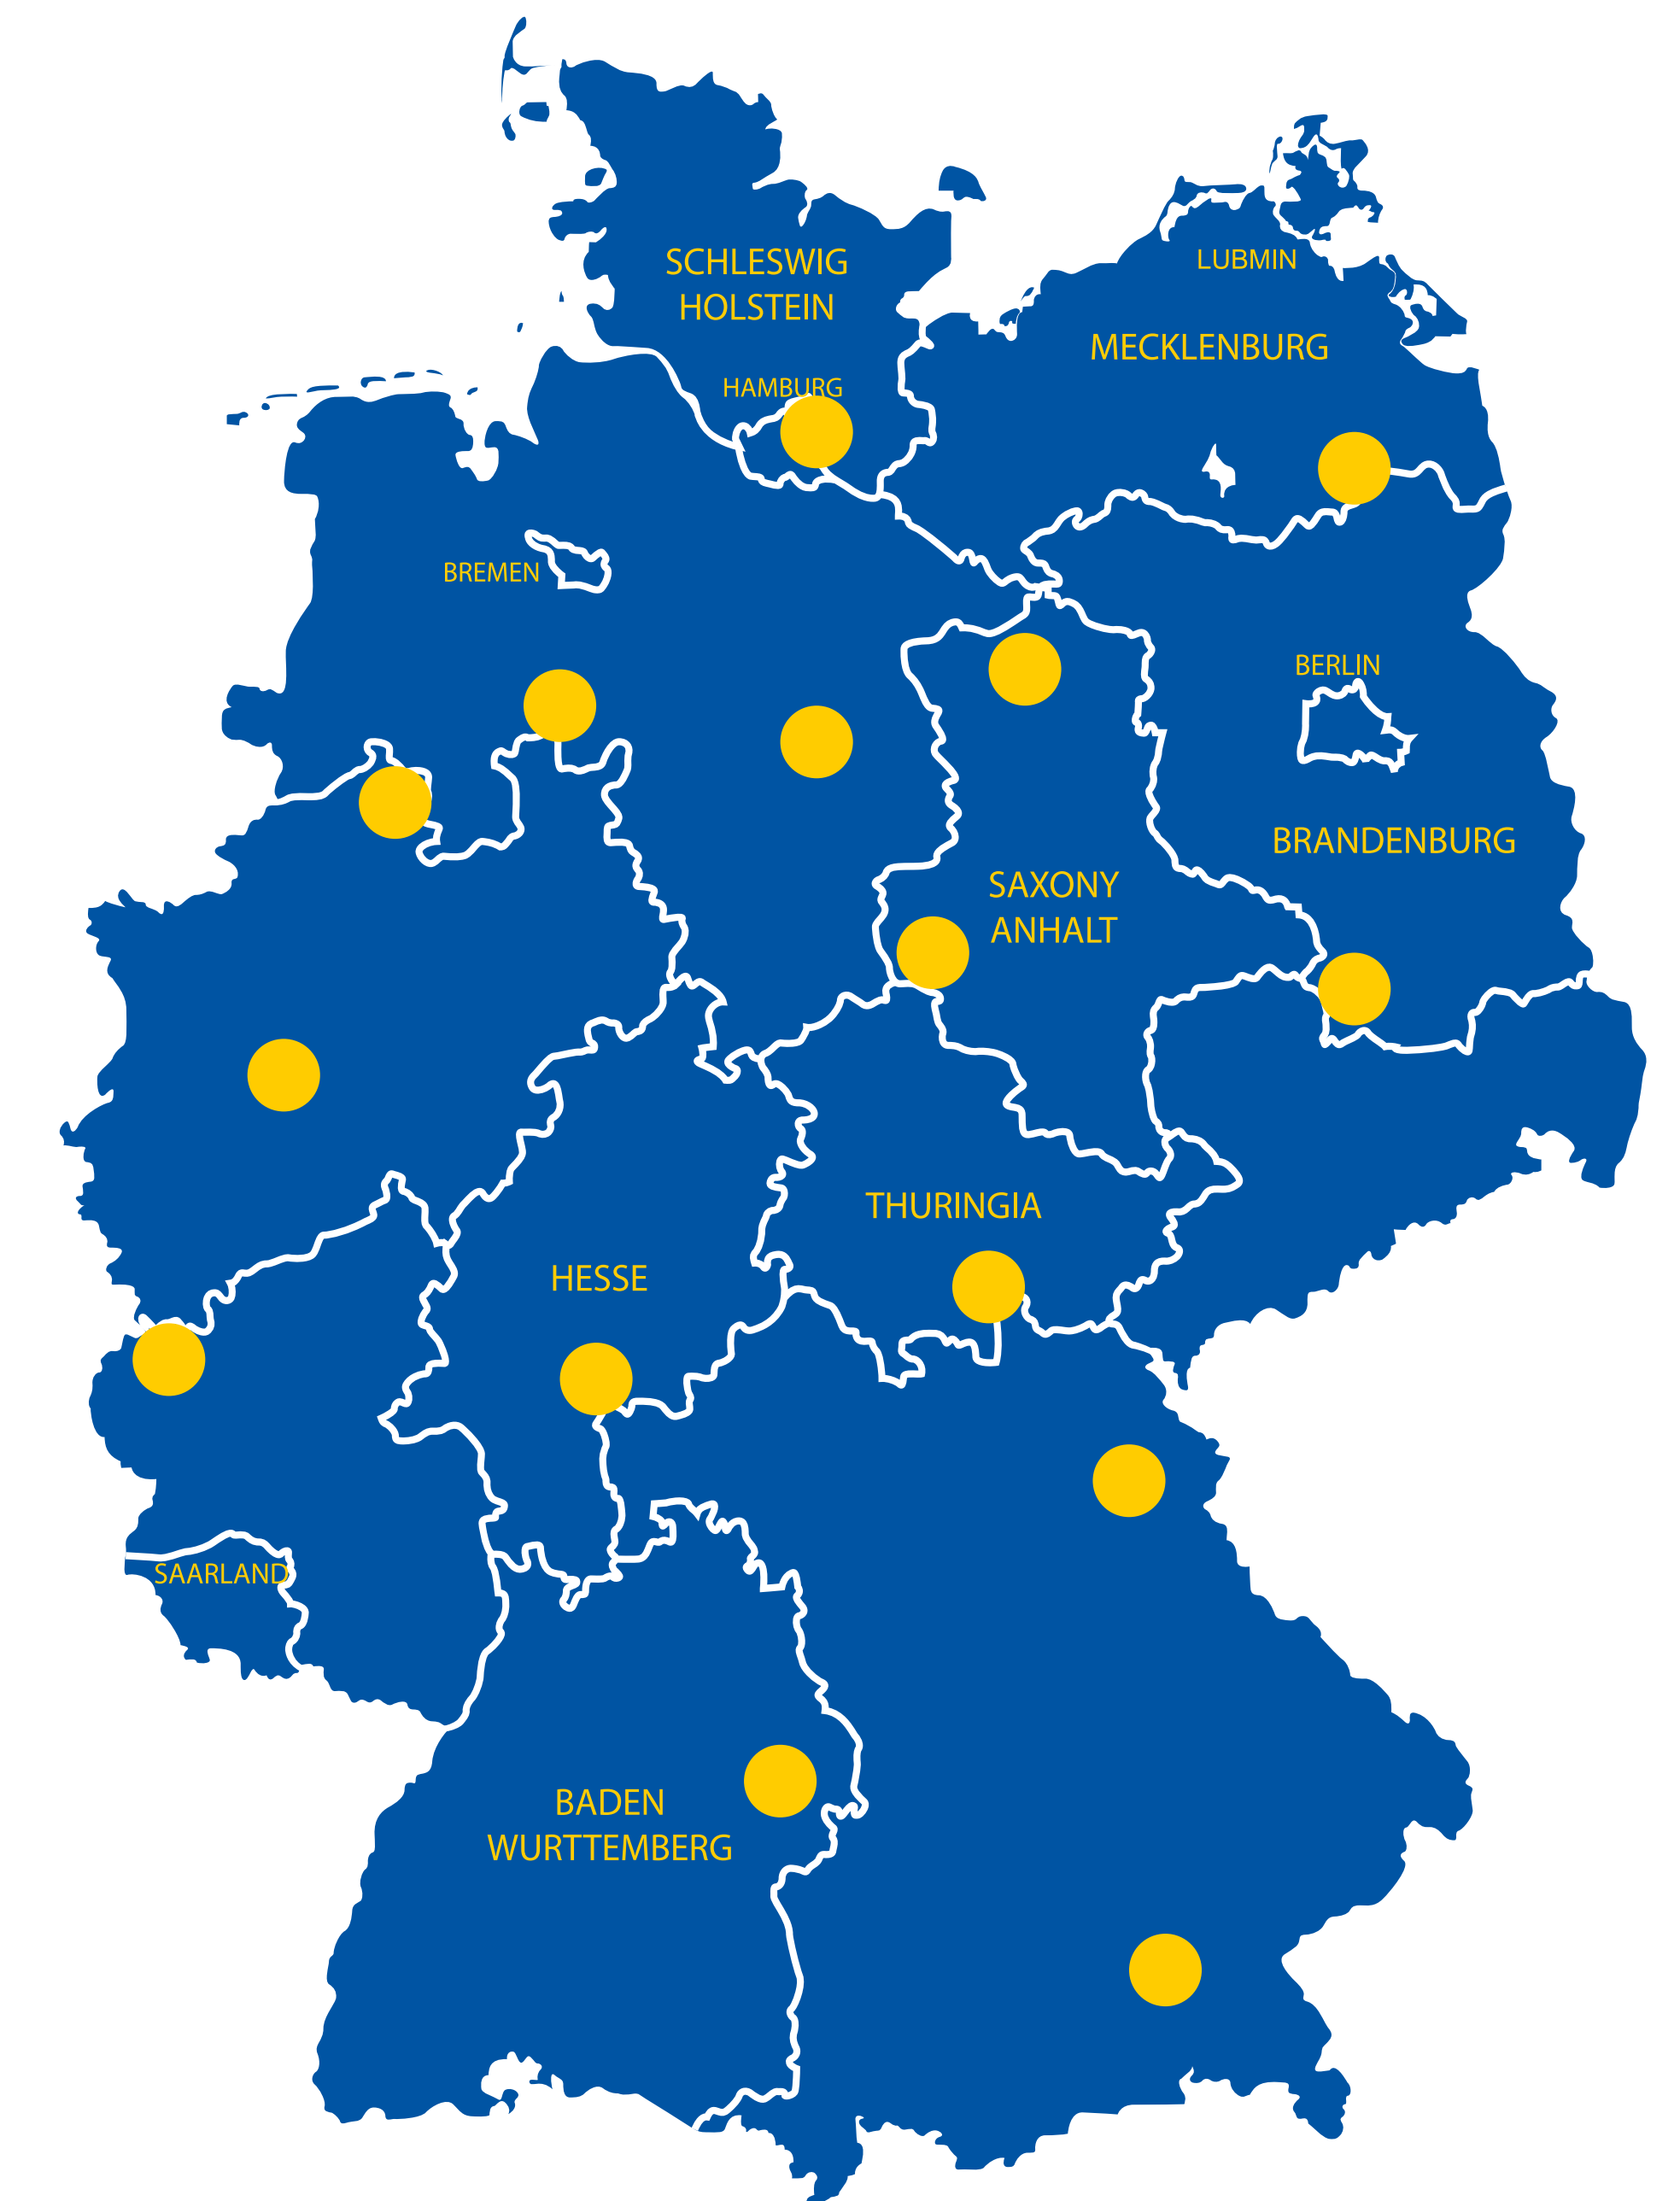 SCHLESWIG
HOLSTEIN
LUBMIN
MECKLENBURG
HAMBURG
BREMEN
BERLIN
BRANDENBURG
SAXONY
ANHALT
THURINGIA
HESSE
SAARLAND
BADEN
WURTTEMBERG